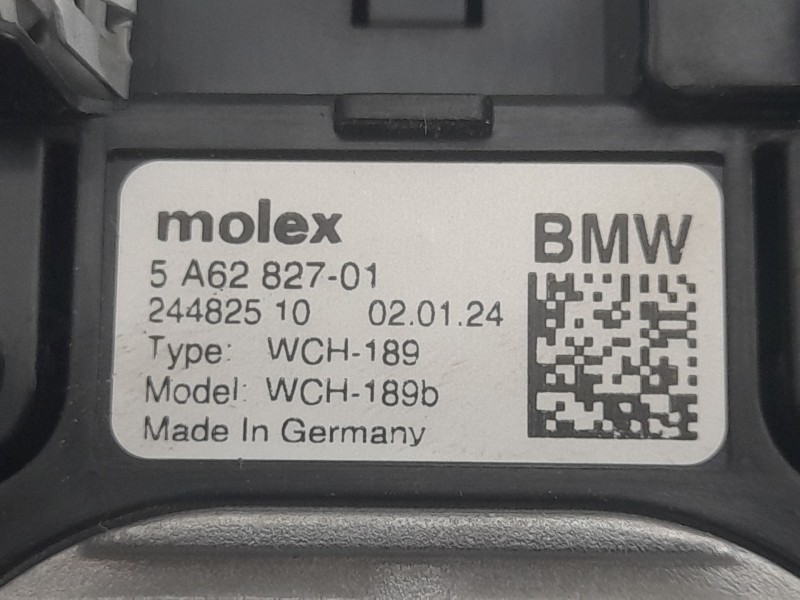 molex
BMW
5 A62 827-01
244825 10 02.01.24
Type: WCH-189
Model: WCH-189b
Made In Germany